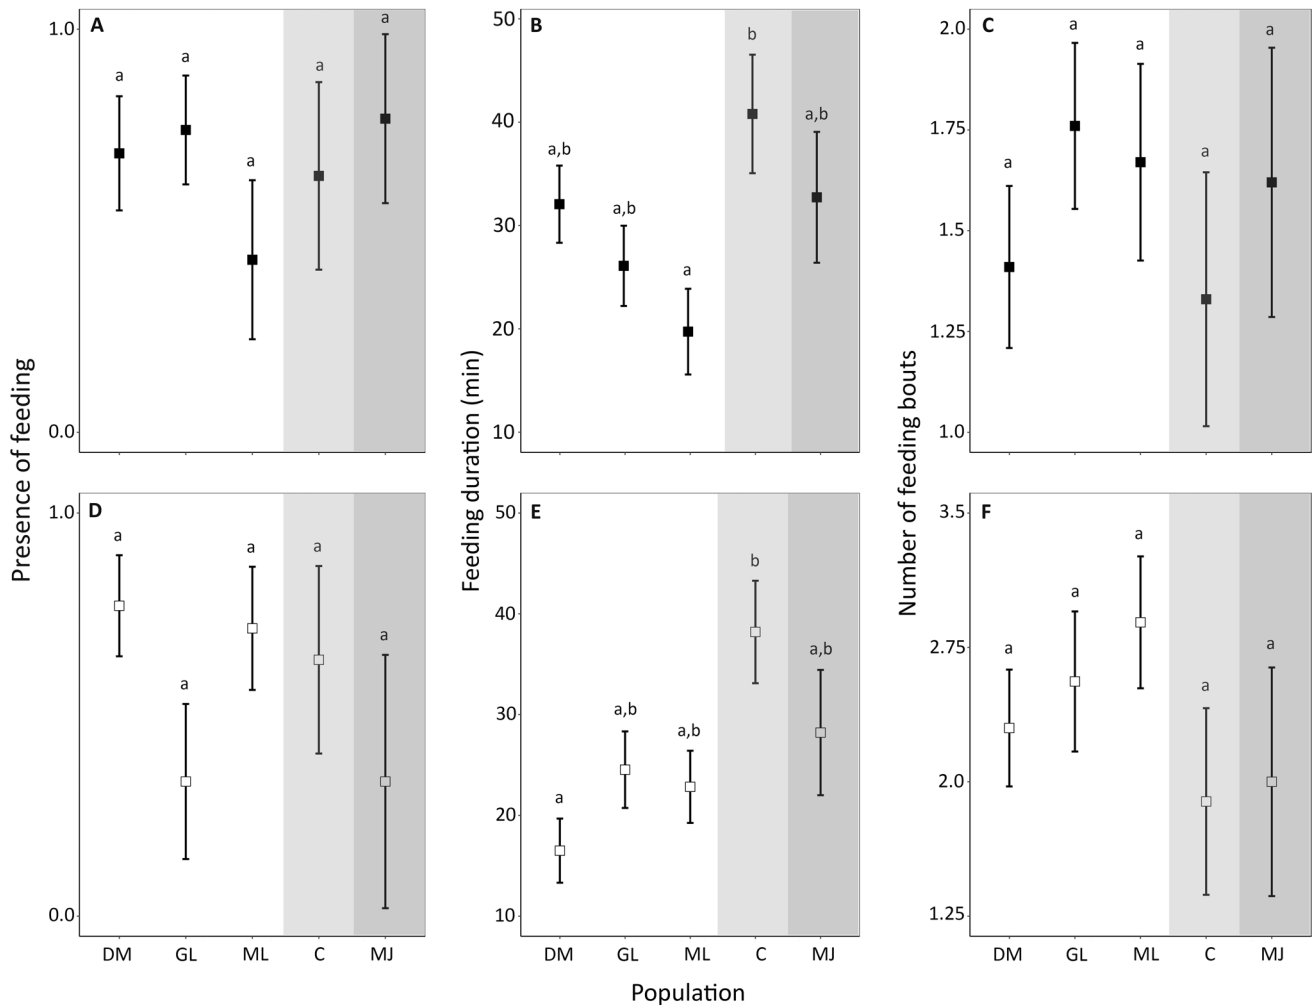 Presence of feeding
A
1.0
0.0
a
a
a
a
a
Feeding duration (min)
B
50
40
30
20
10
a,b
a,b
a
b
a,b
Number of feeding bouts
C
2.0
1.75
1.5
1.25
1.0
a
a
a
a
a
D
1.0
0.0
a
a
a
a
a
DM GL ML C MJ
E
50
40
30
20
10
a
a,b
a,b
b
a,b
DM GL ML C MJ
F
3.5
2.75
2.0
1.25
a
a
a
a
a
DM GL ML C MJ
Population